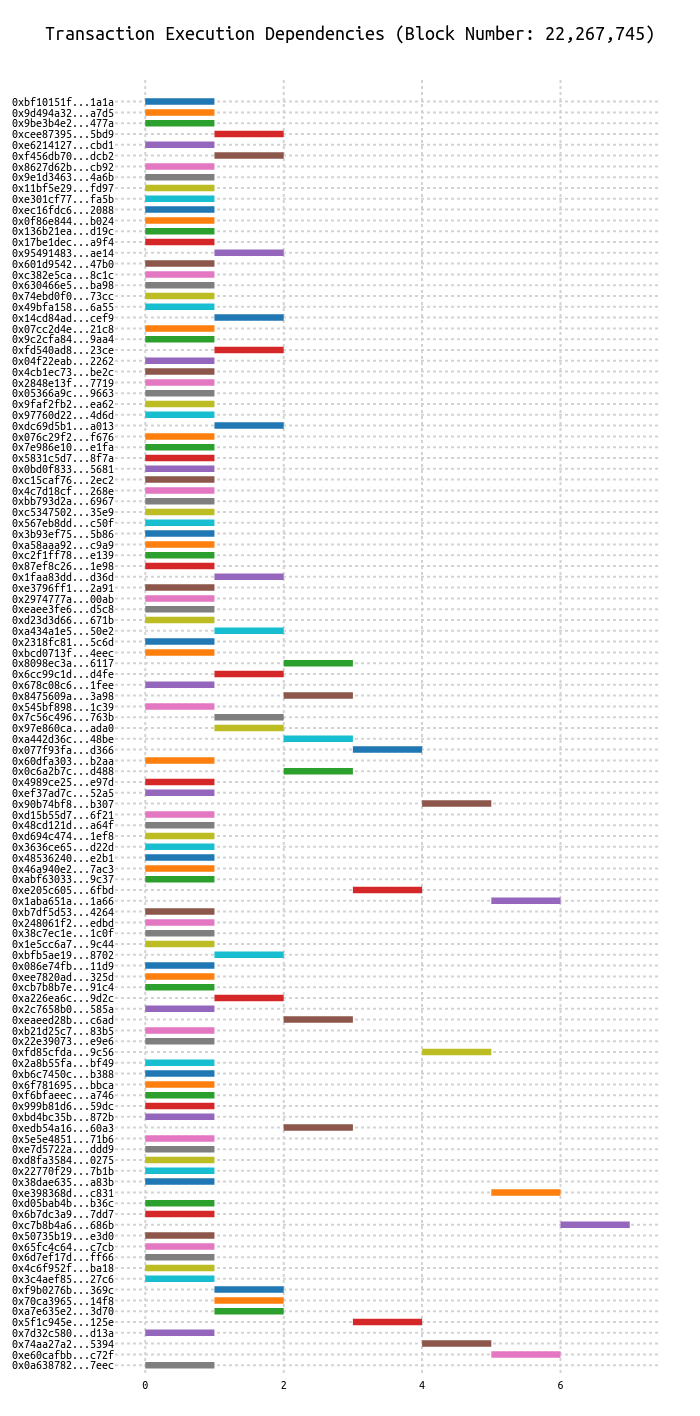 Transaction Execution Dependencies (Block Number: 22,267,745)
0xbf10151f...1a1a
0x9d494a32...a7d5
0x9be3b4e2...477a
0xcee87395...5bd9
0xe6214127...cbd1
0xf456db70...dcb2
0x8627d62b...cb92
0x9e1d3463...4a6b
0x11bf5e29...fd97
0xe301cf77...fa5b
0xec16fdc6...2088
0x0f86e844...b024
0x136b21ea...d19c
0x17be1dec...a9f4
0x95491483...ae14
0x601d9542...47b0
0xc382e5ca...8c1c
0x630466e5...ba98
0x74ebd0f0...73cc
0x49bfa158...6a55
0x14cd84ad...cef9
0x07cc2d4e...21c8
0x9c2cfa84...9aa4
0xfd540ad8...23ce
0x04f22eab...2262
0x4cb1ec73...be2c
0x2848e13f...7719
0x05366a9c...9663
0x9faf2fb2...ea62
0x97760d22...4d6d
0xdc69d5b1...a013
0x076c29f2...f676
0x7e986e10...e1fa
0x5831c5d7...8f7a
0x0bd0f833...5681
0xc15caf76...2ec2
0x4c7d18cf...268e
0xbb793d2a...6967
0xc5347502...35e9
0x567eb8dd...c50f
0x3b93ef75...5b86
0xa58aaa92...c9a9
0xc2f1ff78...e139
0x87ef8c26...1e98
0x1faa83dd...d36d
0xe3796ff1...2a91
0x2974777a...00ab
0xeaee3fe6...d5c8
0xd23d3d66...671b
0xa434a1e5...50e2
0x2318fc81...5c6d
0xbcd0713f...4eec
0x8098ec3a...6117
0x6cc99c1d...d4fe
0x678c08c6...1fee
0x8475609a...3a98
0x545bf898...1c39
0x7c56c496...763b
0x97e860ca...ada0
0xa442d36c...48be
0x077f93fa...d366
0x60dfa303...b2aa
0x0c6a2b7c...d488
0x4989ce25...e97d
0xef37ad7c...52a5
0x90b74bf8...b307
0xd15b55d7...6f21
0x48cd121d...a64f
0xd694c474...1ef8
0x3636ce65...d22d
0x48536240...e2b1
0x46a940e2...7ac3
0xabf63033...9c37
0xe205c605...6fbd
0x1aba651a...1a66
0xb7df5d53...4264
0x248061f2...edbd
0x38c7ec1e...1c0f
0x1e5cc6a7...9c44
0xbfb5ae19...8702
0x086e74fb...11d9
0xee7820ad...325d
0xcb7b8b7e...91c4
0xa226ea6c...9d2c
0x2c7658b0...585a
0xeaeed28b...c6ad
0xb21d25c7...83b5
0x22e39073...e9e6
0xfd85cfda...9c56
0x2a8b55fa...bf49
0xb6c7450c...b388
0x6f781695...bbca
0xf6bfaeec...a746
0x999b81d6...59dc
0xbd4bc35b...872b
0xedb54a16...60a3
0x5e5e4851...71b6
0xe7d5722a...ddd9
0xd8fa3584...0275
0x22770f29...7b1b
0x38dae635...a83b
0xe398368d...c831
0xd05bab4b...b36c
0x6b7dc3a9...7dd7
0xc7b8b4a6...686b
0x50735b19...e3d0
0x65fc4c64...c7cb
0x6d7ef17d...ff66
0x4c6f952f...ba18
0x3c4aef85...27c6
0xf9b0276b...369c
0x70ca3965...14f8
0xa7e635e2...3d70
0x5f1c945e...125e
0x7d32c580...d13a
0x74aa27a2...5394
0xe60cafbb...c72f
0x0a638782...7eec
0 2 4 6